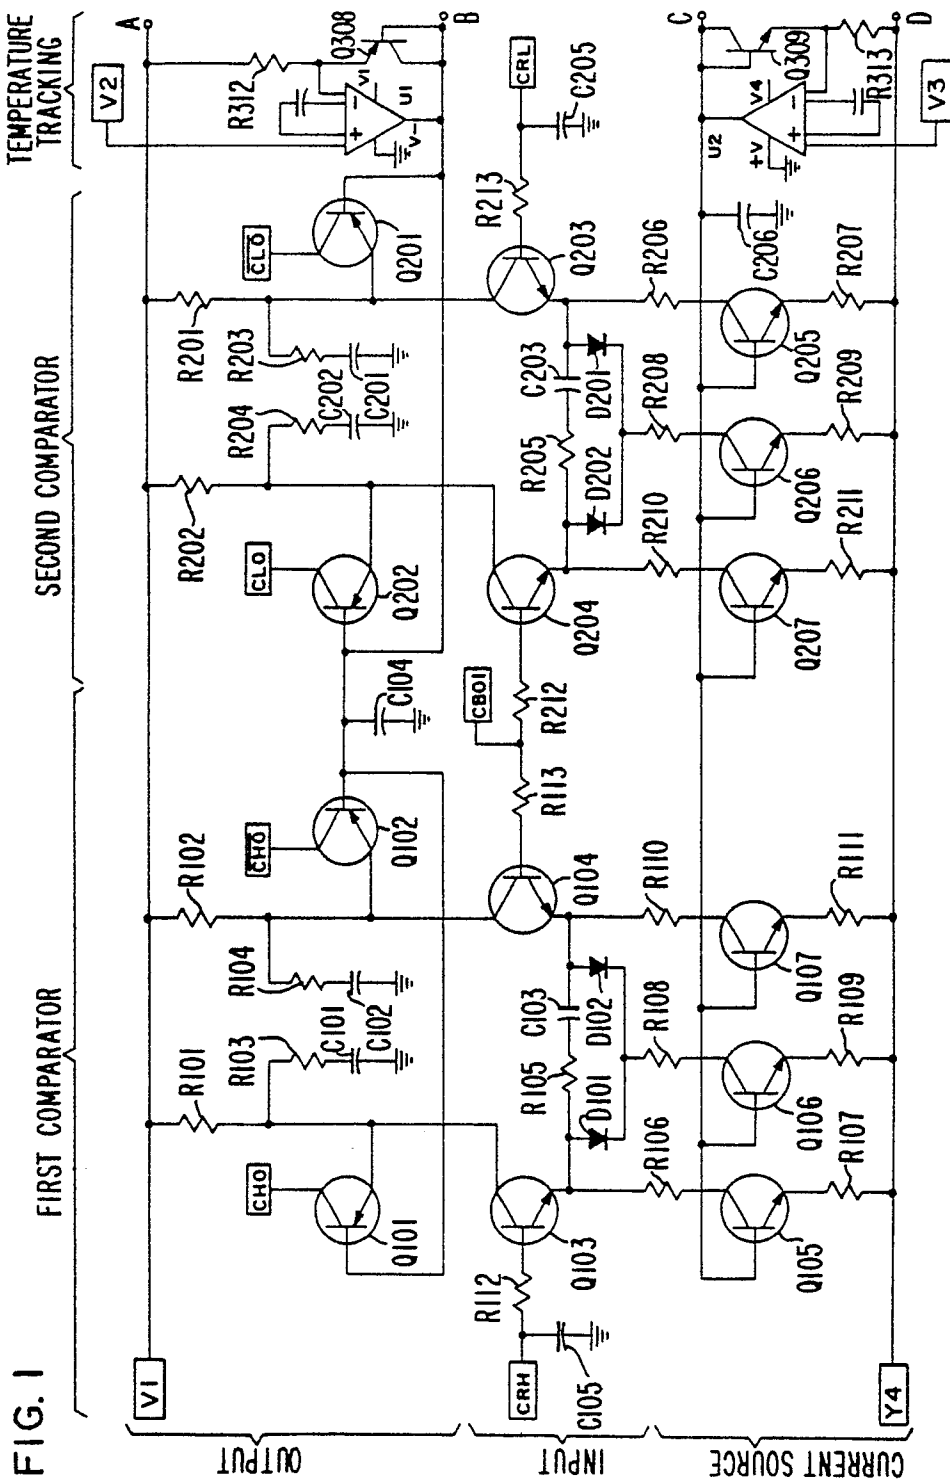 FIG. 1
FIRST COMPARATOR
SECOND COMPARATOR
TEMPERATURE
TRACKING
OUTPUT
INPUT
CURRENT SOURCE
V1
A
R101
R102
R202
R201
V2
R312
CHO
R103
R104
CHO
CLO
R204
R203
CLO
C101
C102
C202
C201
V1
U1
V-
Q308
Q101
Q102
C104
Q202
Q201
B
CRH
R112
C105
Q103
R105
C103
D101
D102
Q104
R113
CBO1
R212
Q204
R205
C203
D202
D201
Q203
R213
C205
CRL
R106
R108
R110
R210
R208
R206
C
Q105
Q106
Q107
Q207
Q206
Q205
C206
U2
+V
V4
Q309
R107
R109
R111
R211
R209
R207
R313
V3
Y4
D
+
-
+
-